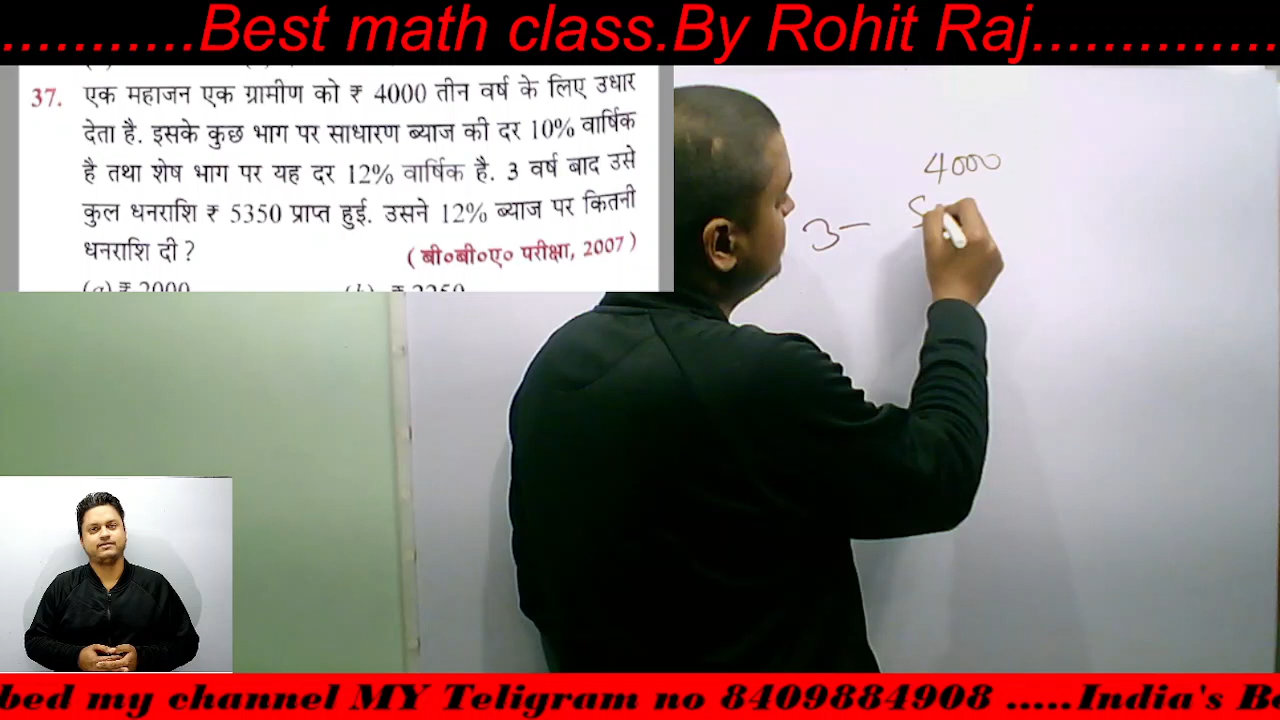 ...........Best math class.By Rohit Raj..............
37. एक महाजन एक ग्रामीण को ₹ 4000 तीन वर्ष के लिए उधार
देता है. इसके कुछ भाग पर साधारण ब्याज की दर 10% वार्षिक
है तथा शेष भाग पर यह दर 12% वार्षिक है. 3 वर्ष बाद उसे
कुल धनराशि ₹ 5350 प्राप्त हुई. उसने 12% ब्याज पर कितनी
धनराशि दी ?
(बी०बी०ए० परीक्षा, 2007)
(a) ₹ 2000 (b) ₹ 2250
4000
3-
bed my channel MY Teligram no 8409884908 .....India's Be